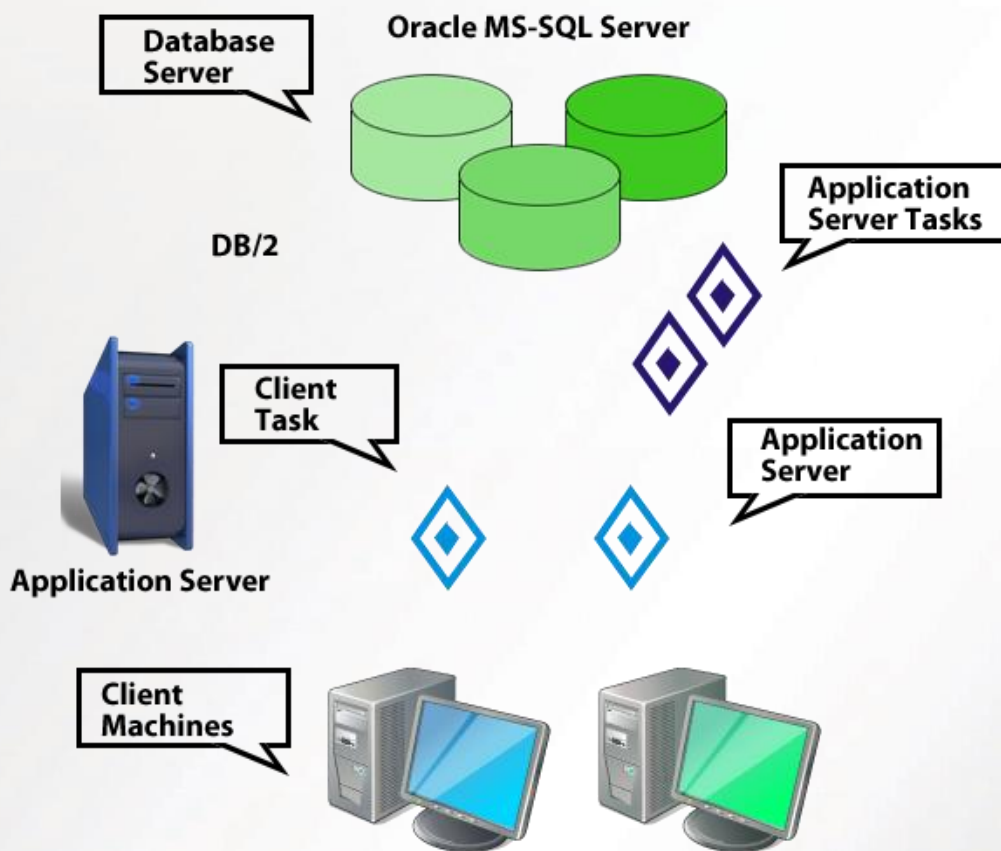 Oracle MS-SQL Server
Database
Server
Application
Server Tasks
DB/2
Client
Task
Application
Server
Application Server
Client
Machines